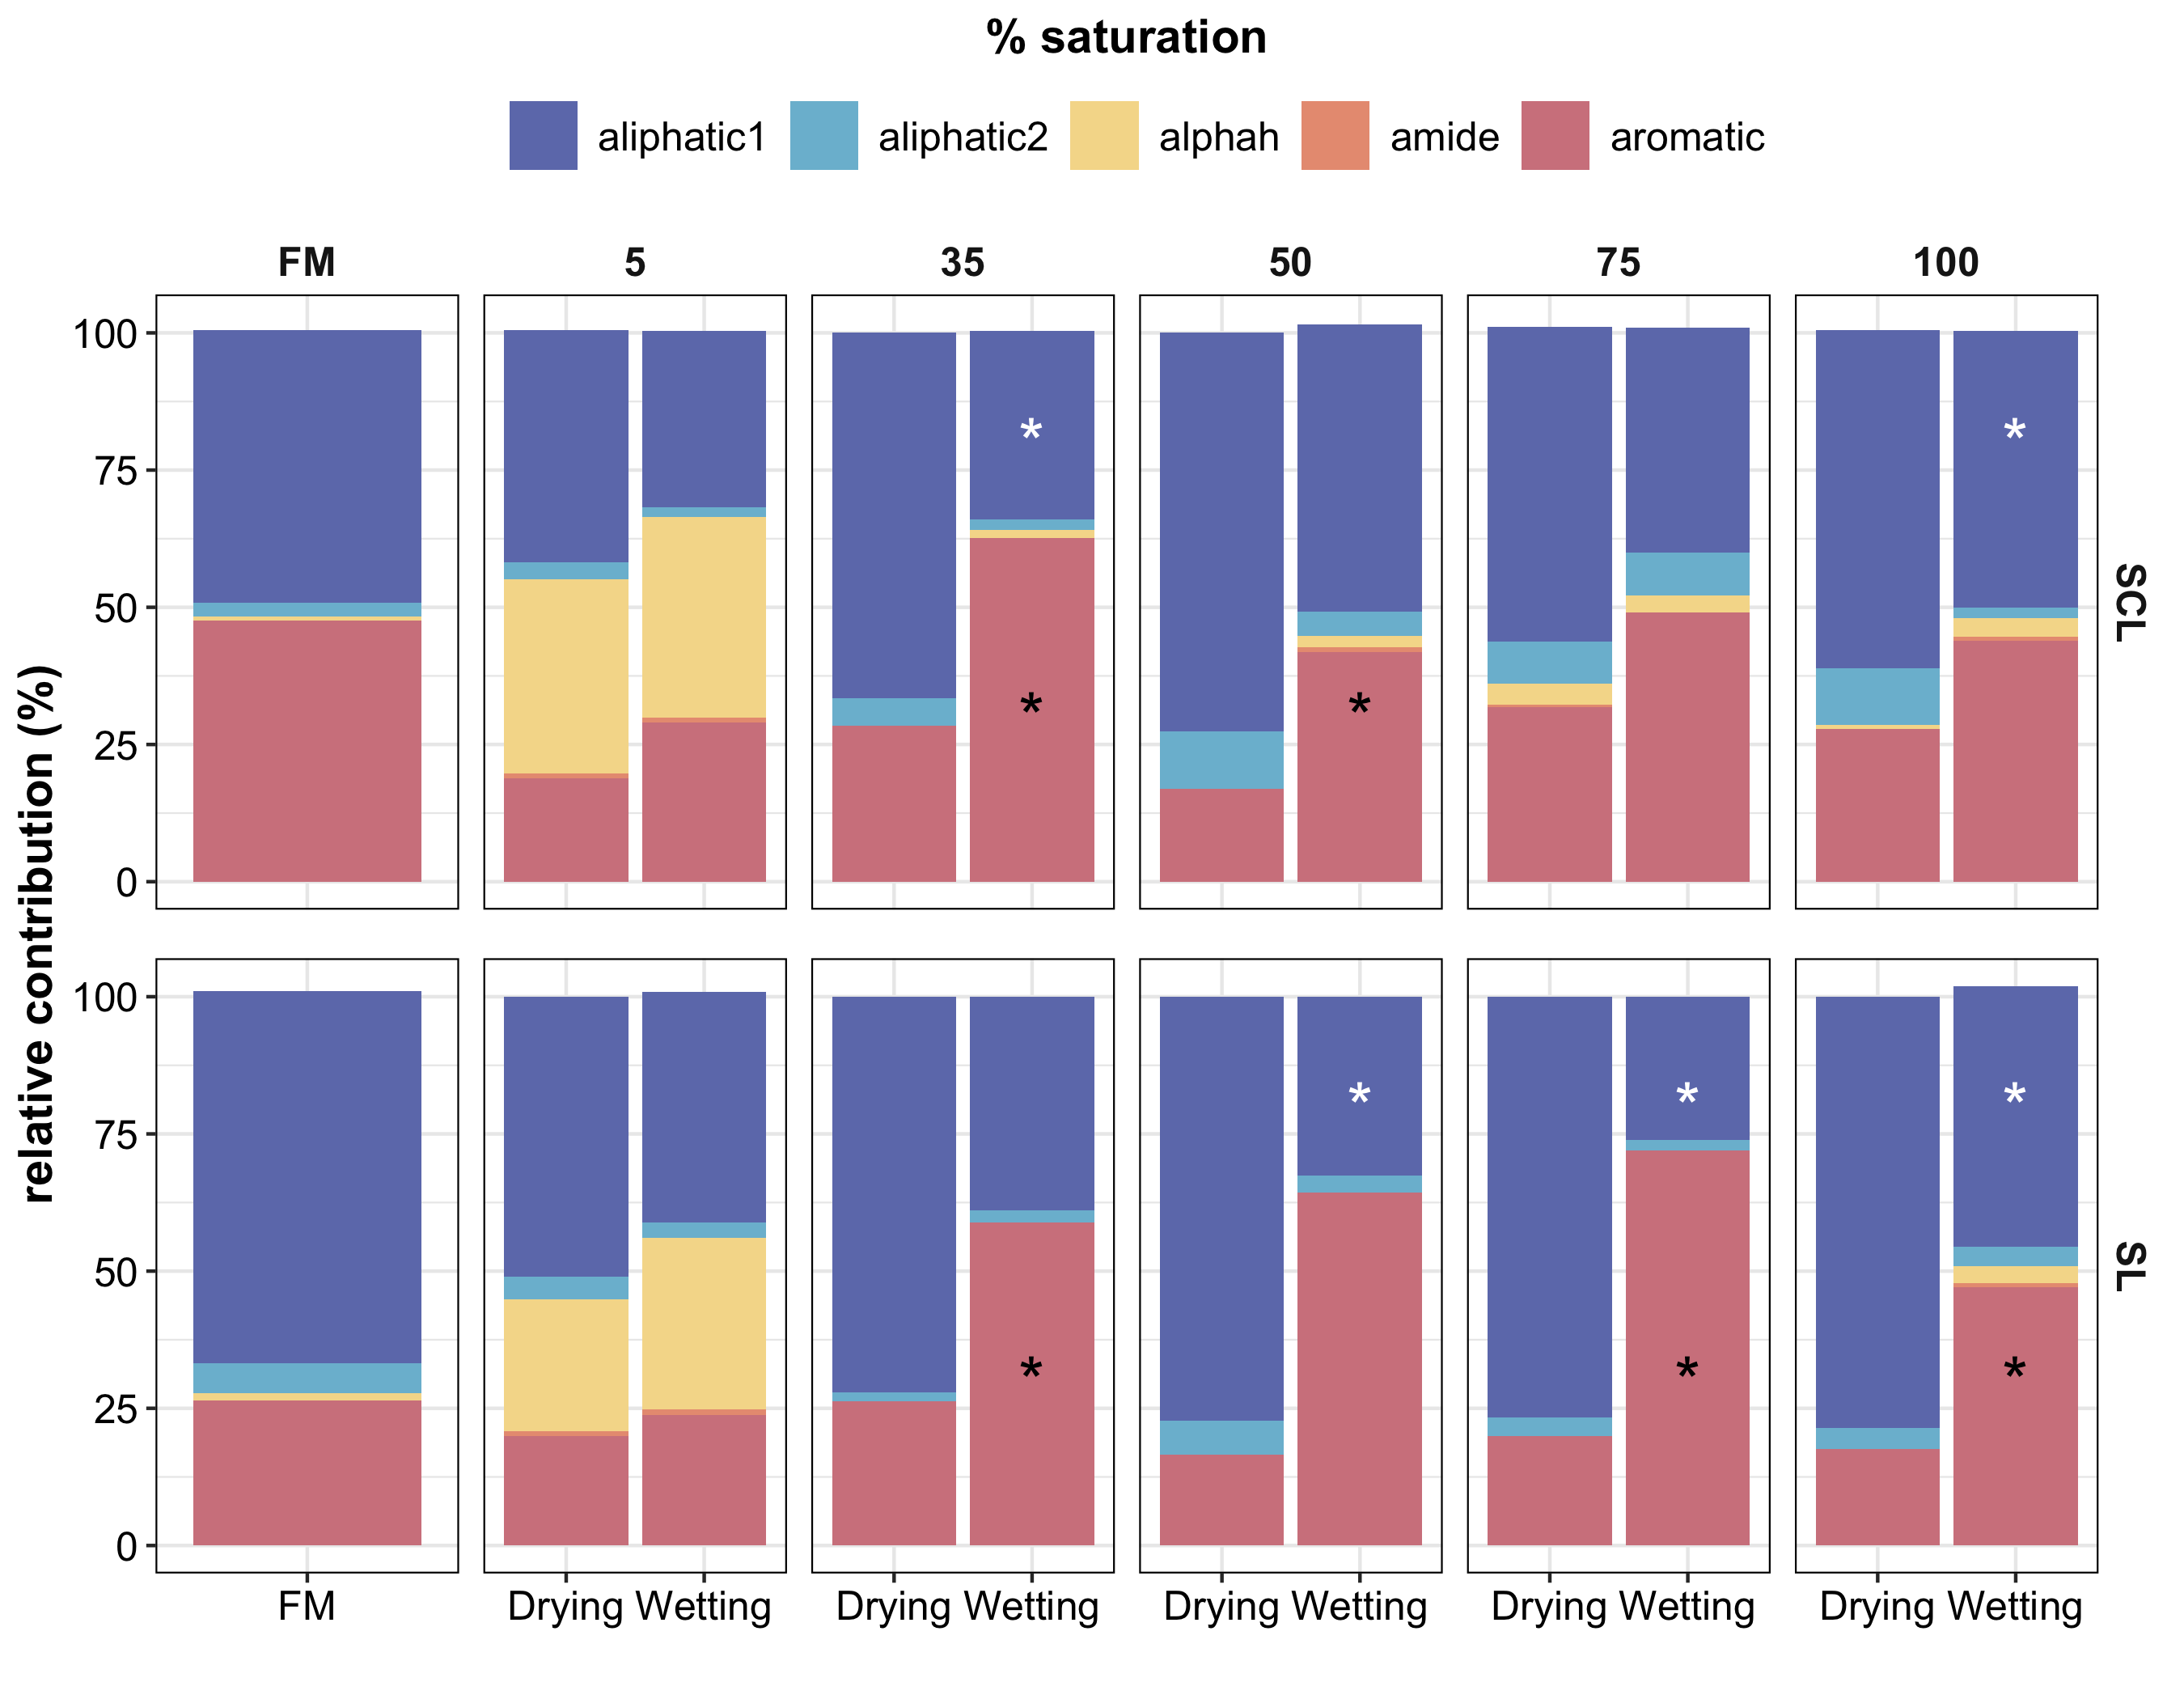 % saturation
aliphatic1 aliphatic2 alphah amide aromatic
FM 5 35 50 75 100
relative contribution (%)
100
75
50
25
0
* *
* *
SCL
100
75
50
25
0
* * *
* * *
SL
FM Drying Wetting Drying Wetting Drying Wetting Drying Wetting Drying Wetting